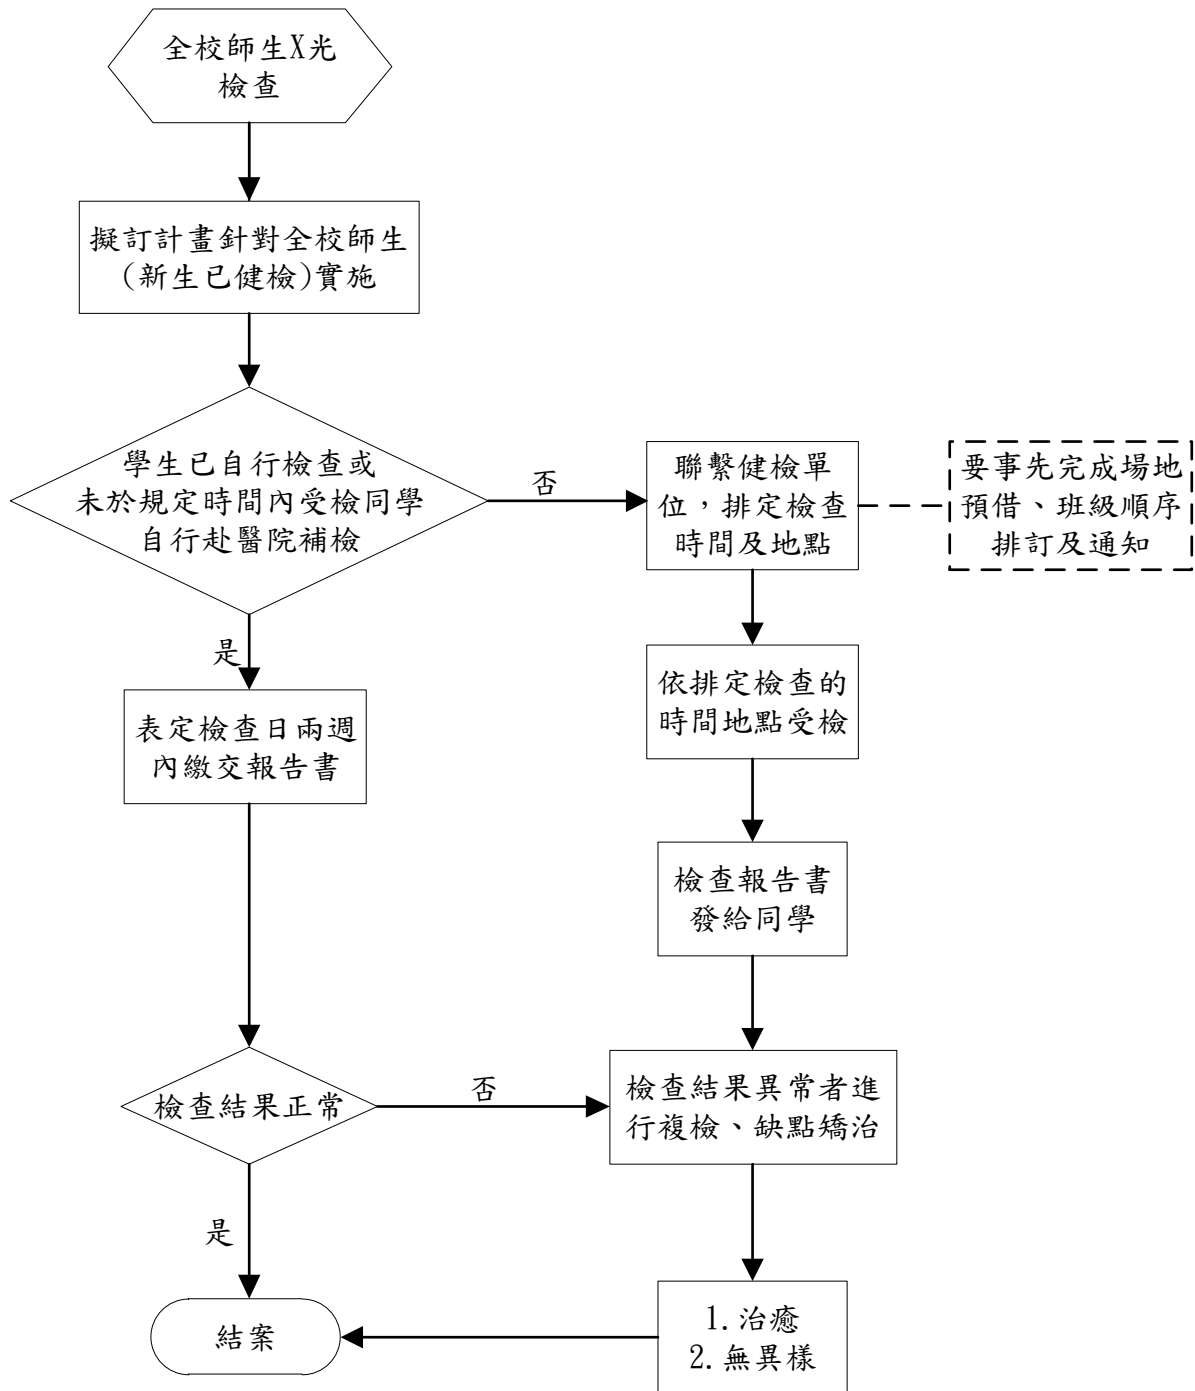 全校師生X光
檢查
擬訂計畫針對全校師生
(新生已健檢)實施
學生已自行檢查或
未於規定時間內受檢同學
自行赴醫院補檢
否
聯繫健檢單
位，排定檢查
時間及地點
要事先完成場地
預借、班級順序
排訂及通知
是
表定檢查日兩週
內繳交報告書
依排定檢查的
時間地點受檢
檢查報告書
發給同學
檢查結果正常
否
檢查結果異常者進
行複檢、缺點矯治
是
結案
1.治癒
2.無異樣